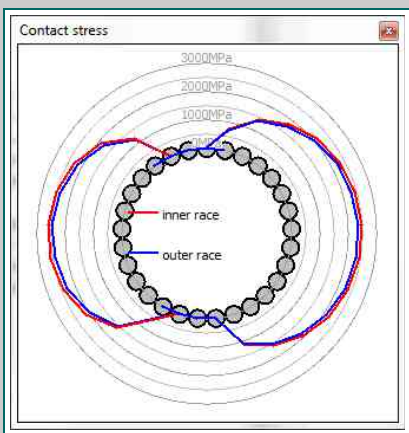 Contact stress
3000MPa
2000MPa
1000MPa
inner race
outer race